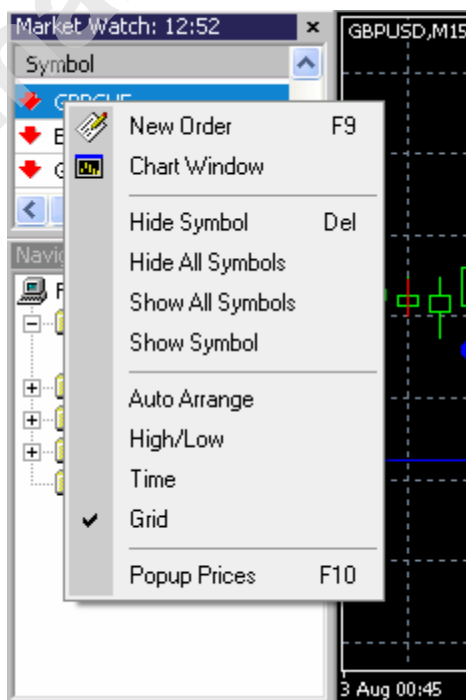 Market Watch: 12:52
GBPUSD,M15
Symbol
GBPCHF
New Order F9
Chart Window
Hide Symbol Del
Hide All Symbols
Show All Symbols
Show Symbol
Auto Arrange
High/Low
Time
Grid
Popup Prices F10
3 Aug 00:45